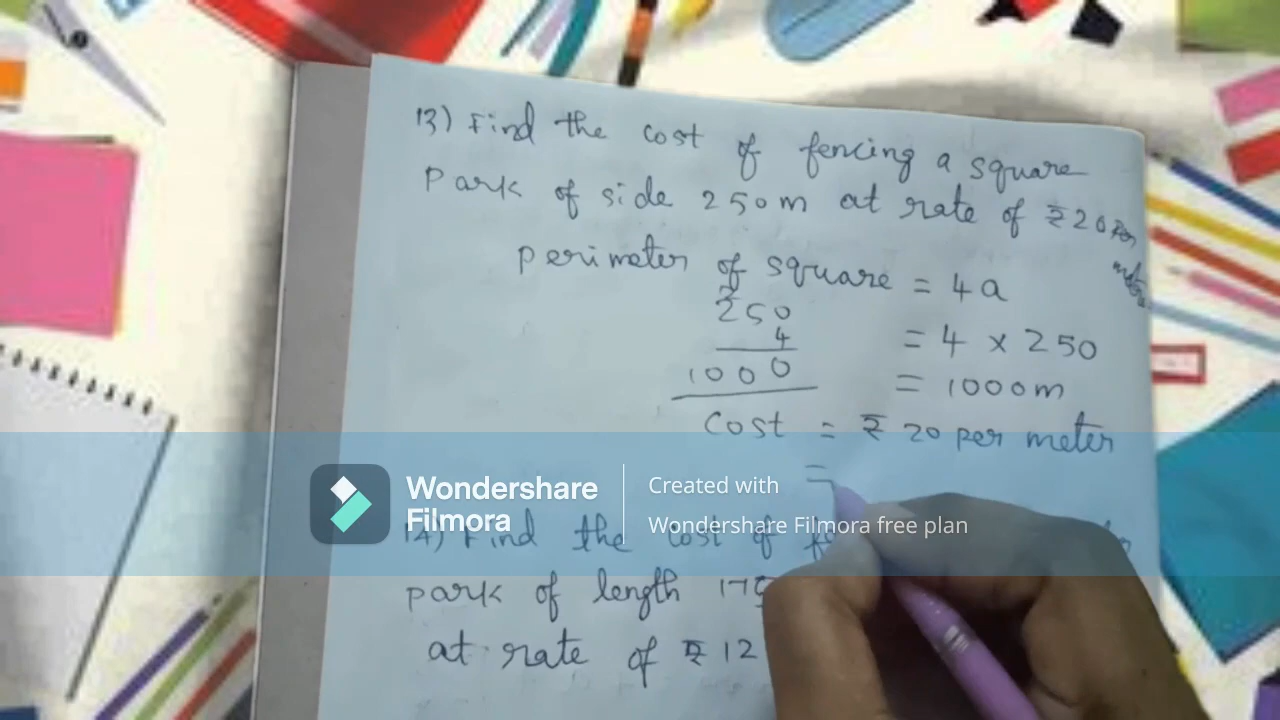 13) Find the cost of fencing a square
Park of side 250m at rate of ₹20 per
meter
perimeter of square = 4a
250
4
1000
= 4 x 250
= 1000m
cost = ₹ 20 per meter
=
Wondershare
Filmora
Created with
Wondershare Filmora free plan
14) Find the cost of
park of length 175
at rate of ₹ 12